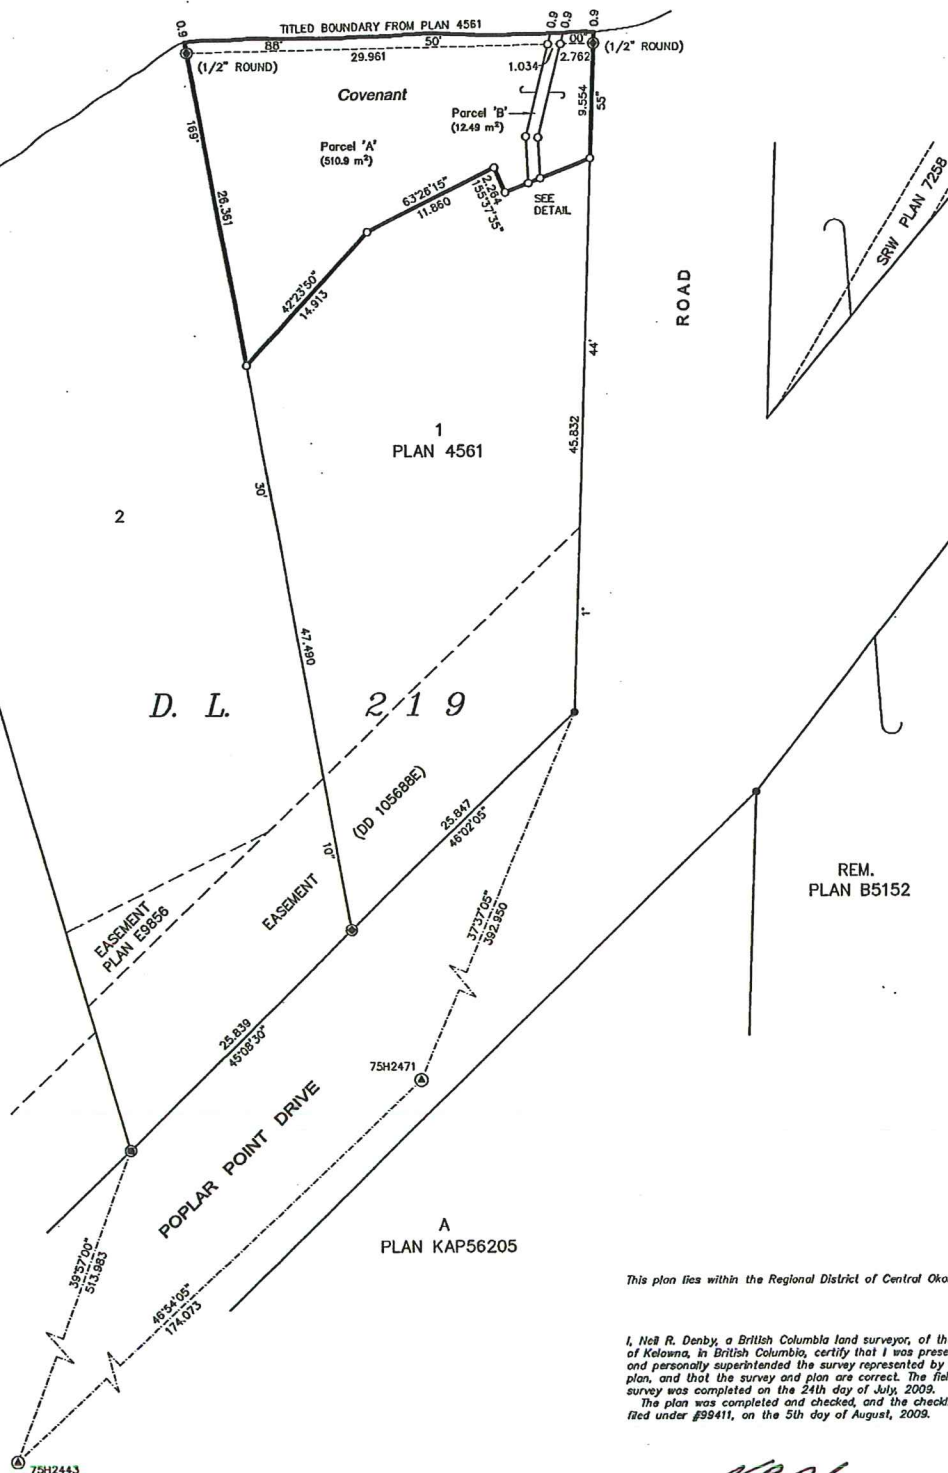 TITLED BOUNDARY FROM PLAN 4561
0.9
0.9
0.9
0.9
88°
50'
00"
(1/2" ROUND)
29.961
2.762
(1/2" ROUND)
1.034
Covenant
Parcel 'B'
(12.49 m²)
9.554
55"
Parcel 'A'
(510.9 m²)
169°
26.361
63°26'15"
11.860
2.264
155°37'35"
SEE
DETAIL
42°23'50"
14.913
SRW PLAN 7258
ROAD
44'
1
PLAN 4561
45.832
30'
2
1°
47.490
D. L. 219
(DD 105688E)
25.847
46°02'05"
10"
EASEMENT
EASEMENT
PLAN E9856
37°37'05"
392.950
REM.
PLAN B5152
25.839
45°08'30"
75H2471
POPLAR POINT DRIVE
A
PLAN KAP56205
39°57'00"
513.983
46°54'05"
174.073
75H2443
This plan lies within the Regional District of Central Oko
I, Neil R. Denby, a British Columbia land surveyor, of th
of Kelowna, in British Columbia, certify that I was prese
and personally superintended the survey represented by
plan, and that the survey and plan are correct. The fiel
survey was completed on the 24th day of July, 2009.
The plan was completed and checked, and the checkl
filed under #99411, on the 5th day of August, 2009.